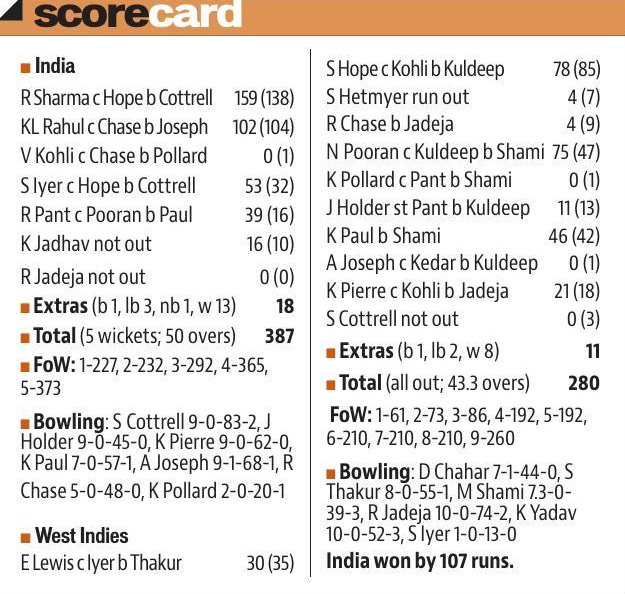 scorecard
India
R Sharma c Hope b Cottrell 159 (138)
KL Rahul c Chase b Joseph 102 (104)
V Kohli c Chase b Pollard 0 (1)
S Iyer c Hope b Cottrell 53 (32)
R Pant c Pooran b Paul 39 (16)
K Jadhav not out 16 (10)
R Jadeja not out 0 (0)
Extras (b 1, lb 3, nb 1, w 13) 18
Total (5 wickets; 50 overs) 387
FoW: 1-227, 2-232, 3-292, 4-365,
5-373
Bowling: S Cottrell 9-0-83-2, J
Holder 9-0-45-0, K Pierre 9-0-62-0,
K Paul 7-0-57-1, A Joseph 9-1-68-1, R
Chase 5-0-48-0, K Pollard 2-0-20-1
West Indies
E Lewis c Iyer b Thakur 30 (35)
S Hope c Kohli b Kuldeep 78 (85)
S Hetmyer run out 4 (7)
R Chase b Jadeja 4 (9)
N Pooran c Kuldeep b Shami 75 (47)
K Pollard c Pant b Shami 0 (1)
J Holder st Pant b Kuldeep 11 (13)
K Paul b Shami 46 (42)
A Joseph c Kedar b Kuldeep 0 (1)
K Pierre c Kohli b Jadeja 21 (18)
S Cottrell not out 0 (3)
Extras (b 1, lb 2, w 8) 11
Total (all out; 43.3 overs) 280
FoW: 1-61, 2-73, 3-86, 4-192, 5-192,
6-210, 7-210, 8-210, 9-260
Bowling: D Chahar 7-1-44-0, S
Thakur 8-0-55-1, M Shami 7.3-0-
39-3, R Jadeja 10-0-74-2, K Yadav
10-0-52-3, S Iyer 1-0-13-0
India won by 107 runs.